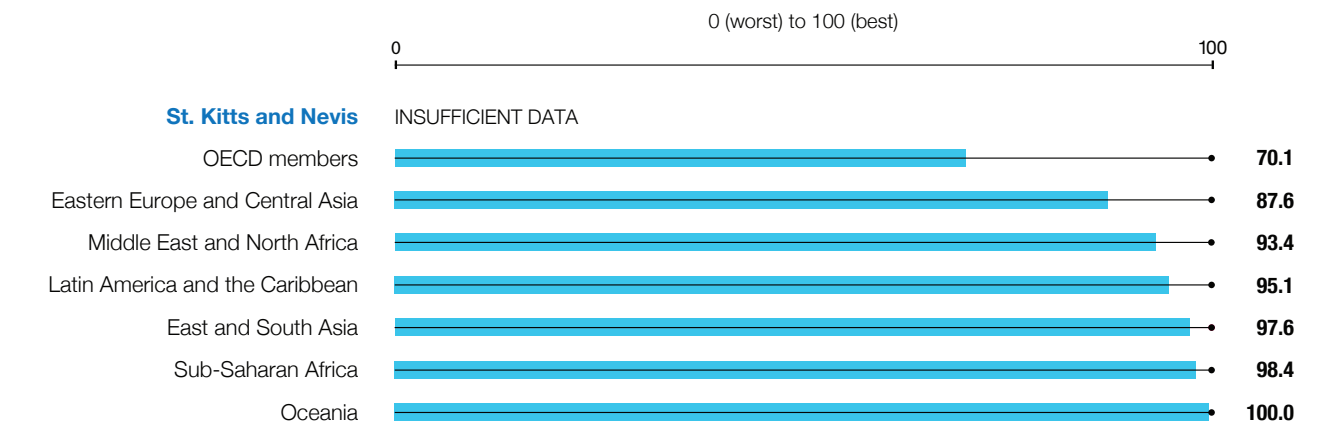 0 (worst) to 100 (best)
0 100
St. Kitts and Nevis INSUFFICIENT DATA
OECD members 70.1
Eastern Europe and Central Asia 87.6
Middle East and North Africa 93.4
Latin America and the Caribbean 95.1
East and South Asia 97.6
Sub-Saharan Africa 98.4
Oceania 100.0